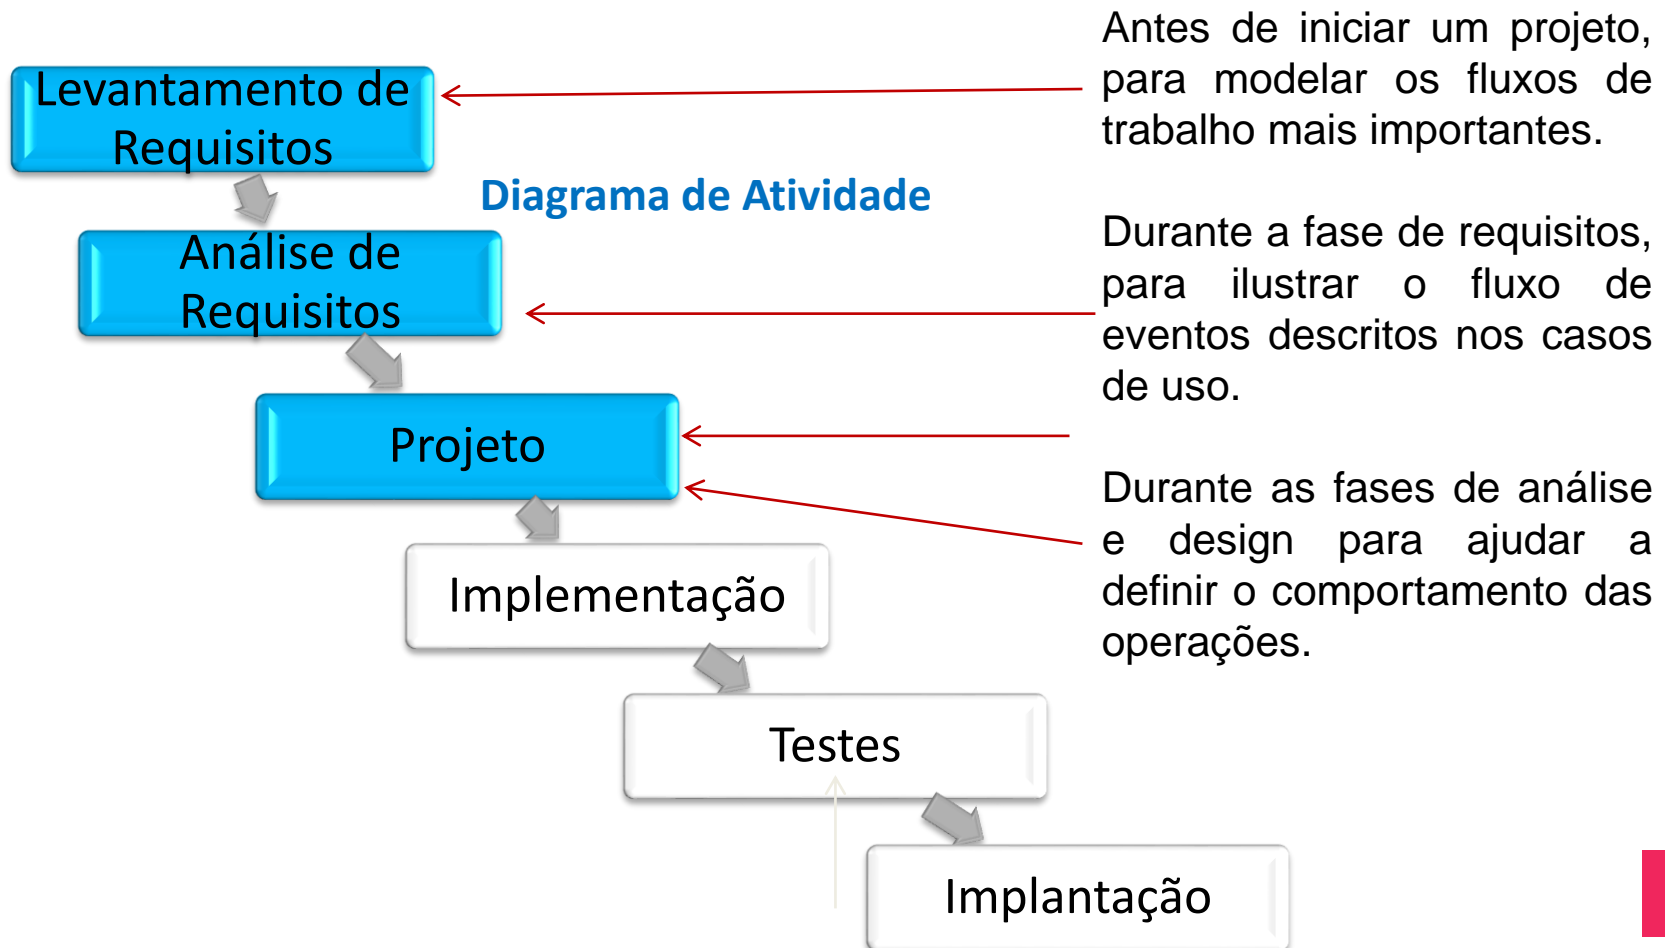 Levantamento de
Requisitos
Diagrama de Atividade
Análise de
Requisitos
Projeto
Implementação
Testes
Implantação
Antes de iniciar um projeto,
para modelar os fluxos de
trabalho mais importantes.
Durante a fase de requisitos,
para ilustrar o fluxo de
eventos descritos nos casos
de uso.
Durante as fases de análise
e design para ajudar a
definir o comportamento das
operações.